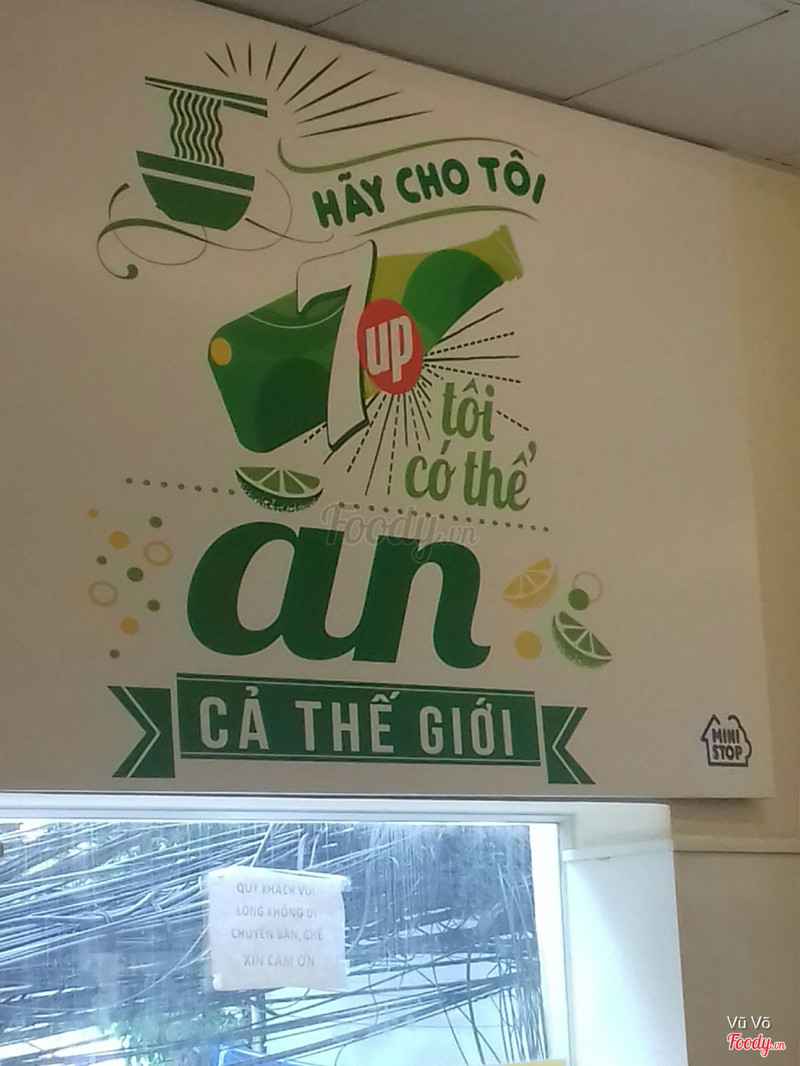 HÃY CHO TÔI
7up
tôi
có thể
ăn
CẢ THẾ GIỚI
MINI
STOP
QUÝ KHÁCH VUI
LÒNG KHÔNG DI
CHUYỂN BÀN, GHẾ
XIN CẢM ƠN
Foody.vn
Vũ Võ
Foody.vn